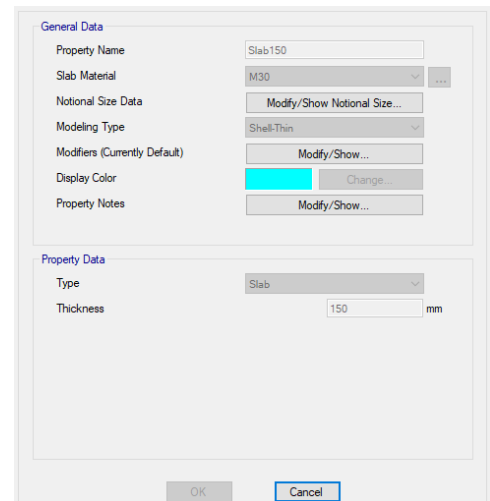 General Data
Property Name Slab150
Slab Material M30 ...
Notional Size Data Modify/Show Notional Size...
Modeling Type Shell-Thin
Modifiers (Currently Default) Modify/Show...
Display Color Change...
Property Notes Modify/Show...
Property Data
Type Slab
Thickness 150 mm
OK Cancel